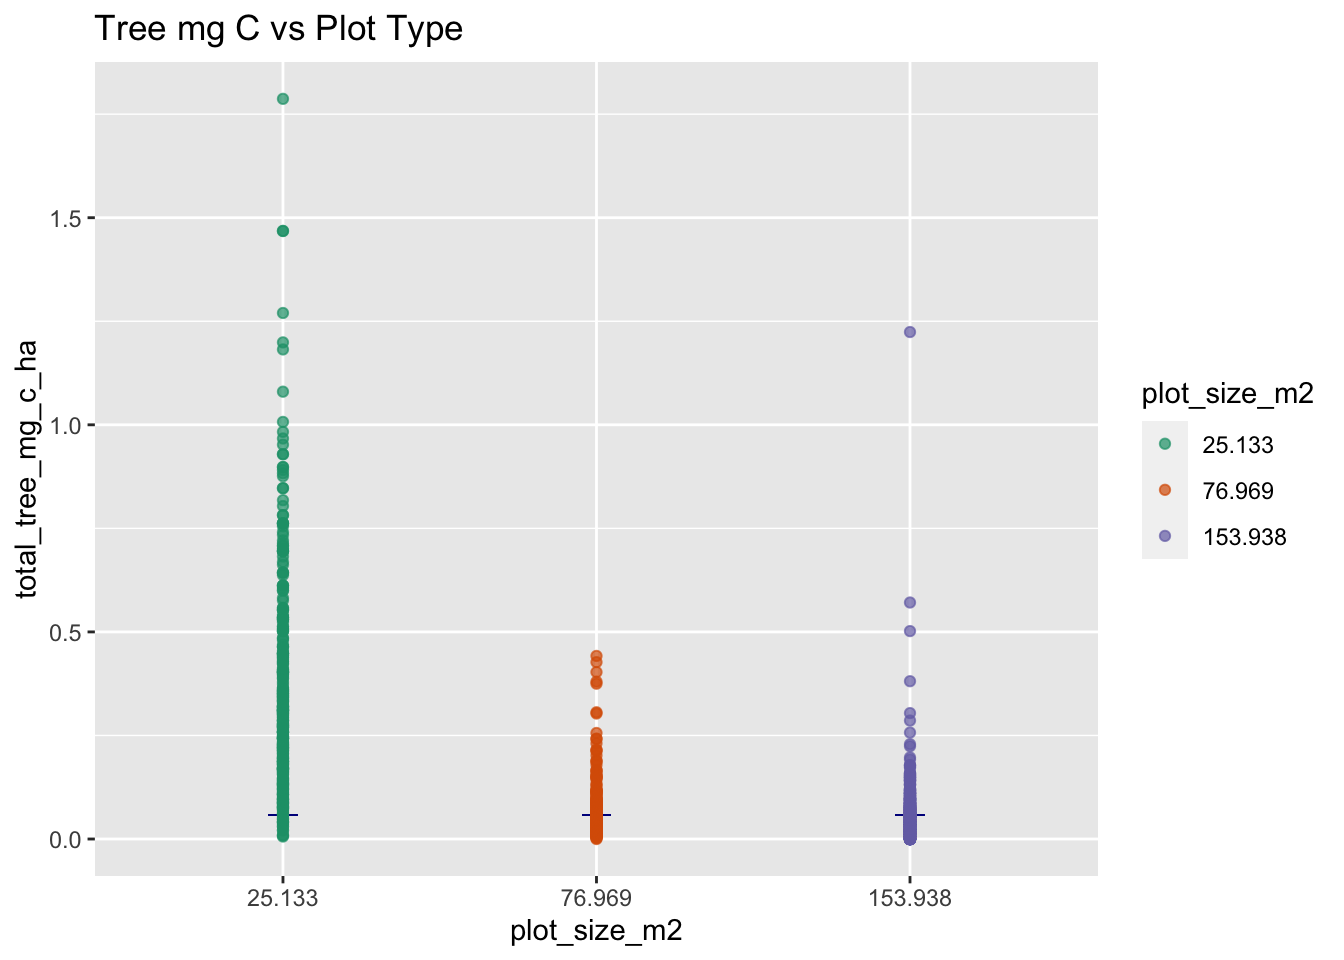 Tree mg C vs Plot Type
total_tree_mg_c_ha
1.5
1.0
0.5
0.0
25.133 76.969 153.938
plot_size_m2
plot_size_m2
25.133
76.969
153.938